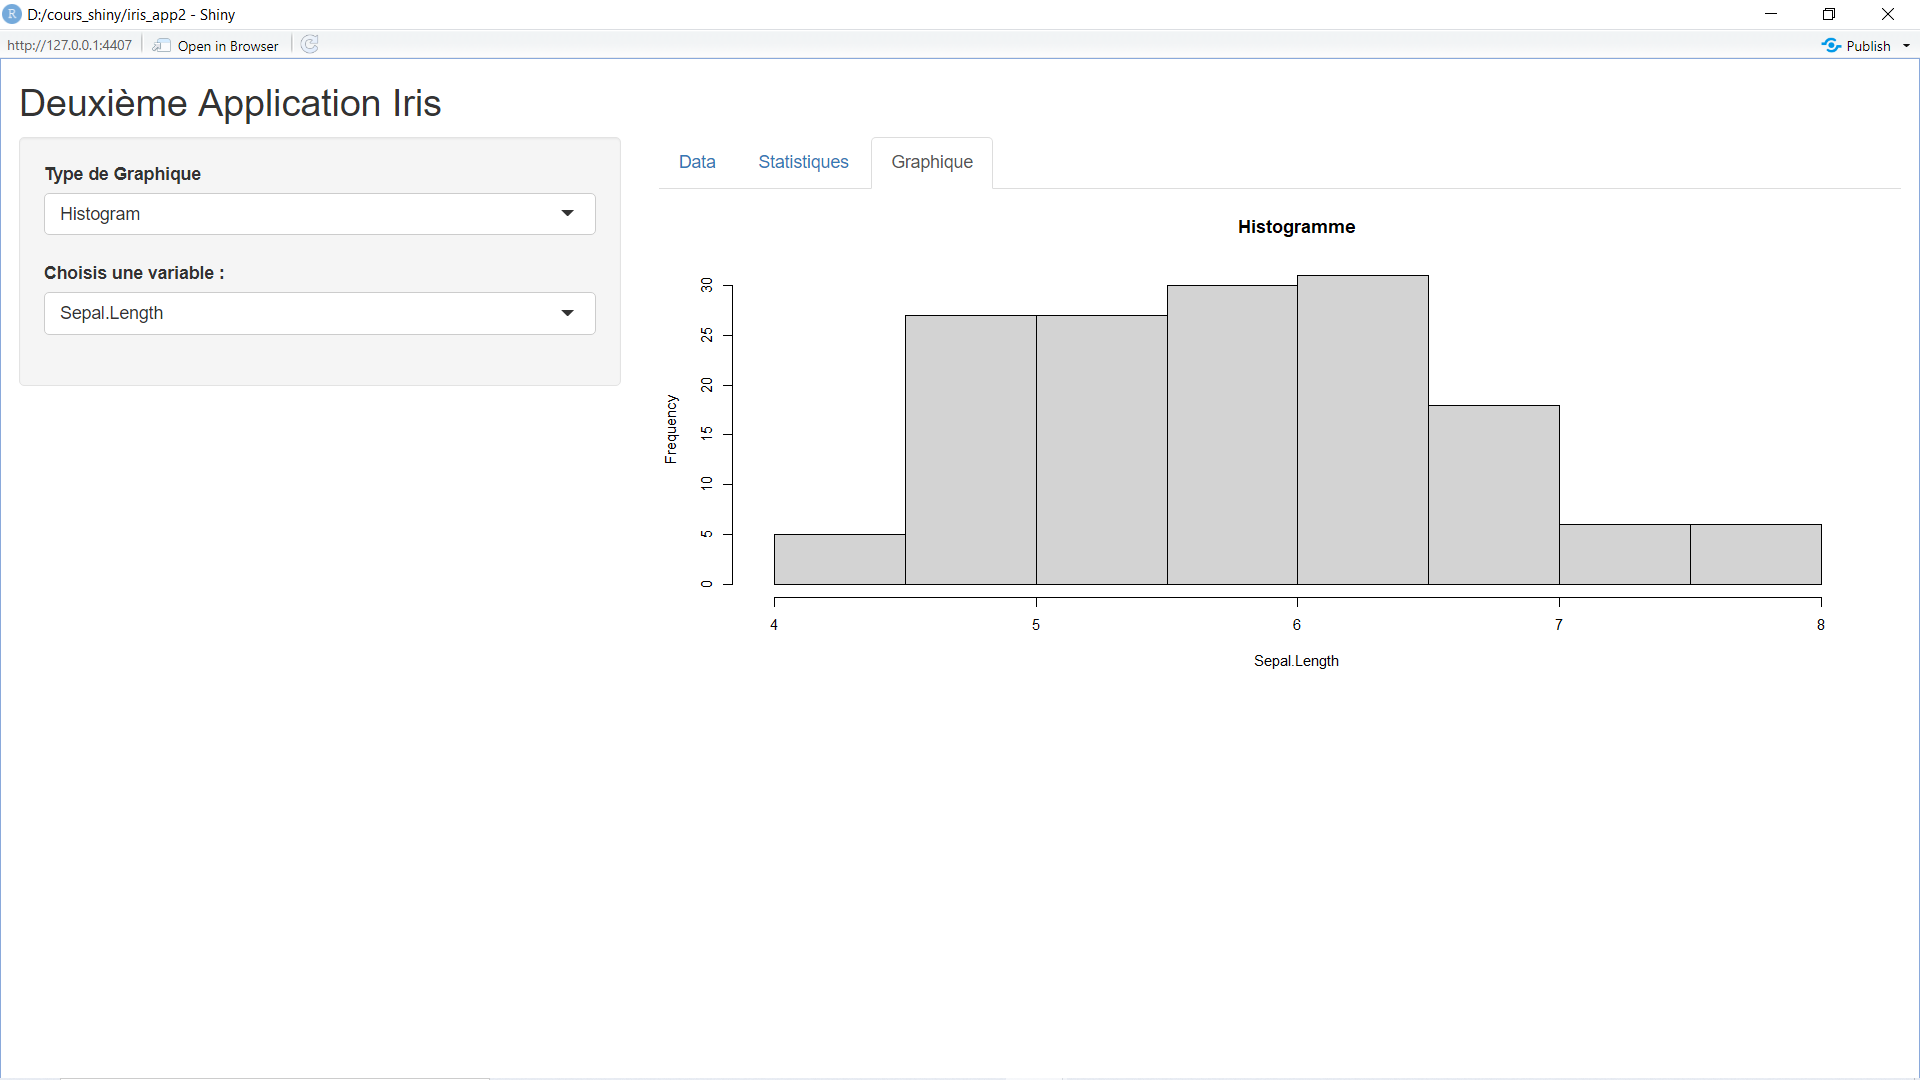 D:/cours_shiny/iris_app2 - Shiny
http://127.0.0.1:4407 Open in Browser Publish
Deuxième Application Iris
Type de Graphique
Histogram
Choisis une variable :
Sepal.Length
Data Statistiques Graphique
Histogramme
Frequency
30
25
20
15
10
5
0
4 5 6 7 8
Sepal.Length